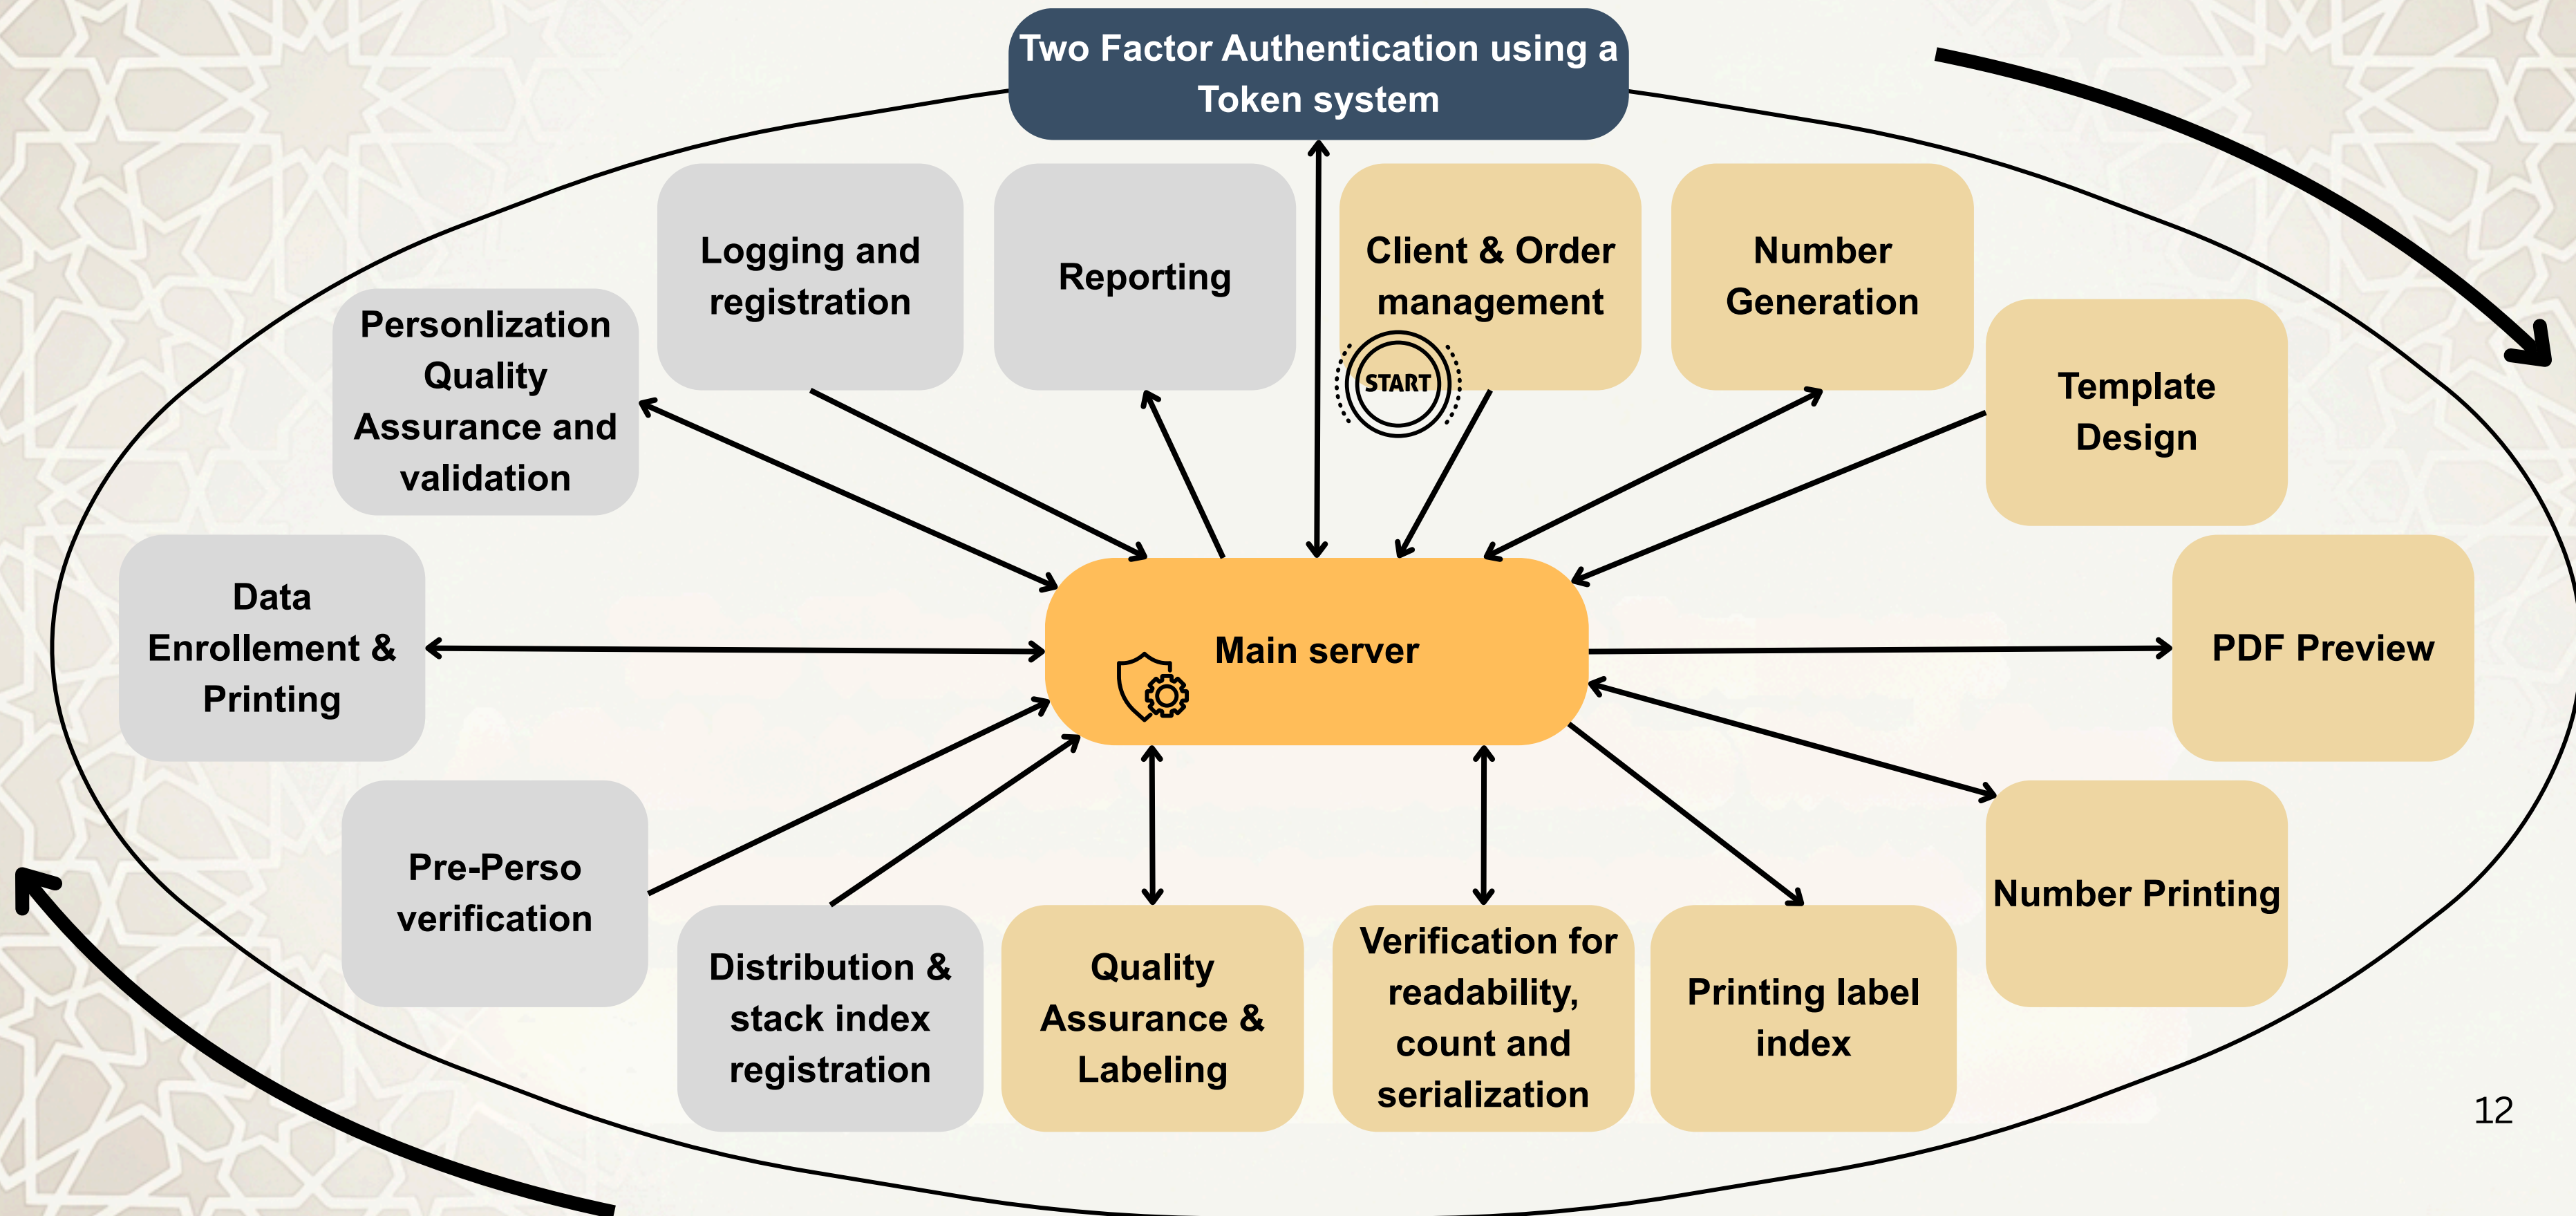 Two Factor Authentication using a
Token system
Logging and
registration
Reporting
Client & Order
management
START
Number
Generation
Template
Design
Personlization
Quality
Assurance and
validation
Data
Enrollement &
Printing
Main server
PDF Preview
Pre-Perso
verification
Number Printing
Distribution &
stack index
registration
Quality
Assurance &
Labeling
Verification for
readability,
count and
serialization
Printing label
index
12